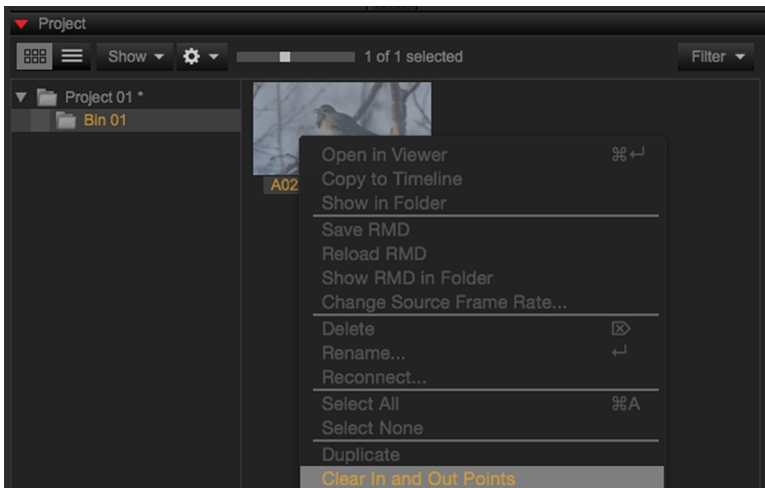 Project
Show
1 of 1 selected
Filter
Project 01 *
Bin 01
A02
Open in Viewer ⌘↵
Copy to Timeline
Show in Folder
Save RMD
Reload RMD
Show RMD in Folder
Change Source Frame Rate...
Delete ⌦
Rename... ↵
Reconnect...
Select All ⌘A
Select None
Duplicate
Clear In and Out Points